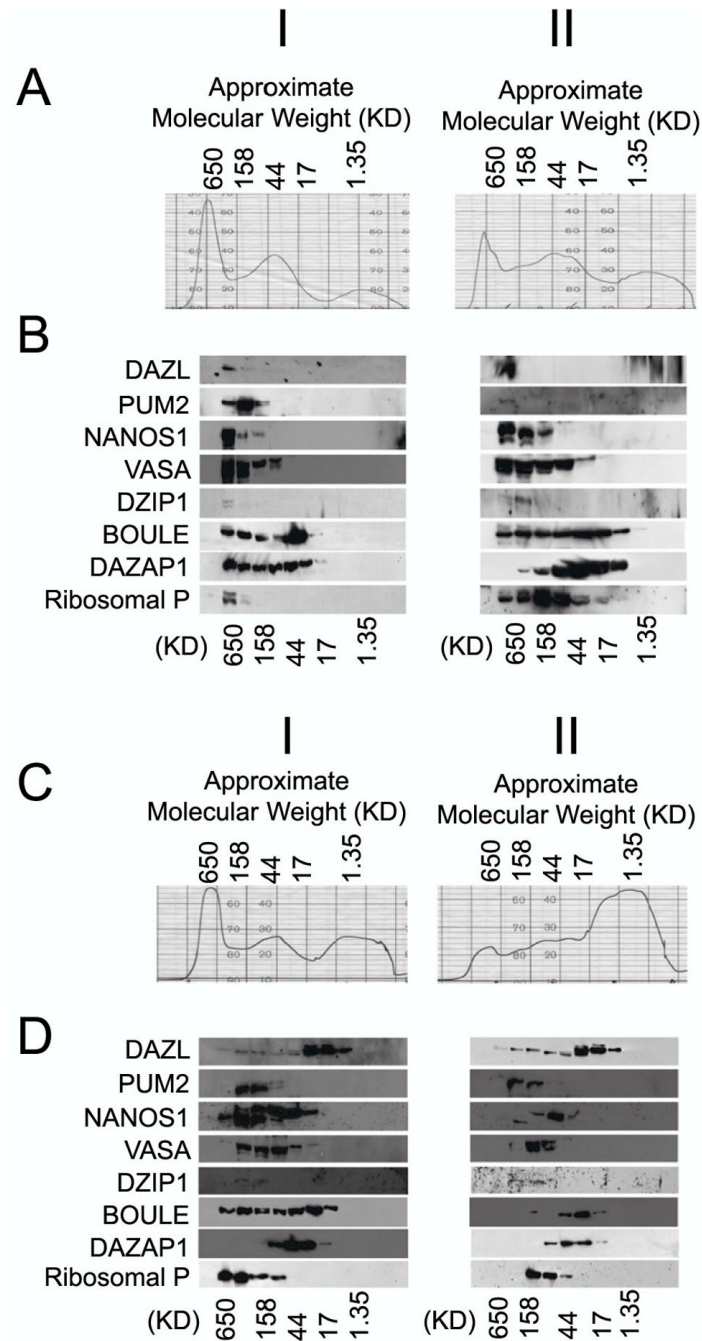 I II
A
Approximate
Molecular Weight (KD)
650 158 44 17 1.35
Approximate
Molecular Weight (KD)
650 158 44 17 1.35
B
DAZL
PUM2
NANOS1
VASA
DZIP1
BOULE
DAZAP1
Ribosomal P
(KD) 650 158 44 17 1.35
(KD) 650 158 44 17 1.35
I II
C
Approximate
Molecular Weight (KD)
650 158 44 17 1.35
Approximate
Molecular Weight (KD)
650 158 44 17 1.35
D
DAZL
PUM2
NANOS1
VASA
DZIP1
BOULE
DAZAP1
Ribosomal P
(KD) 650 158 44 17 1.35
(KD) 650 158 44 17 1.35